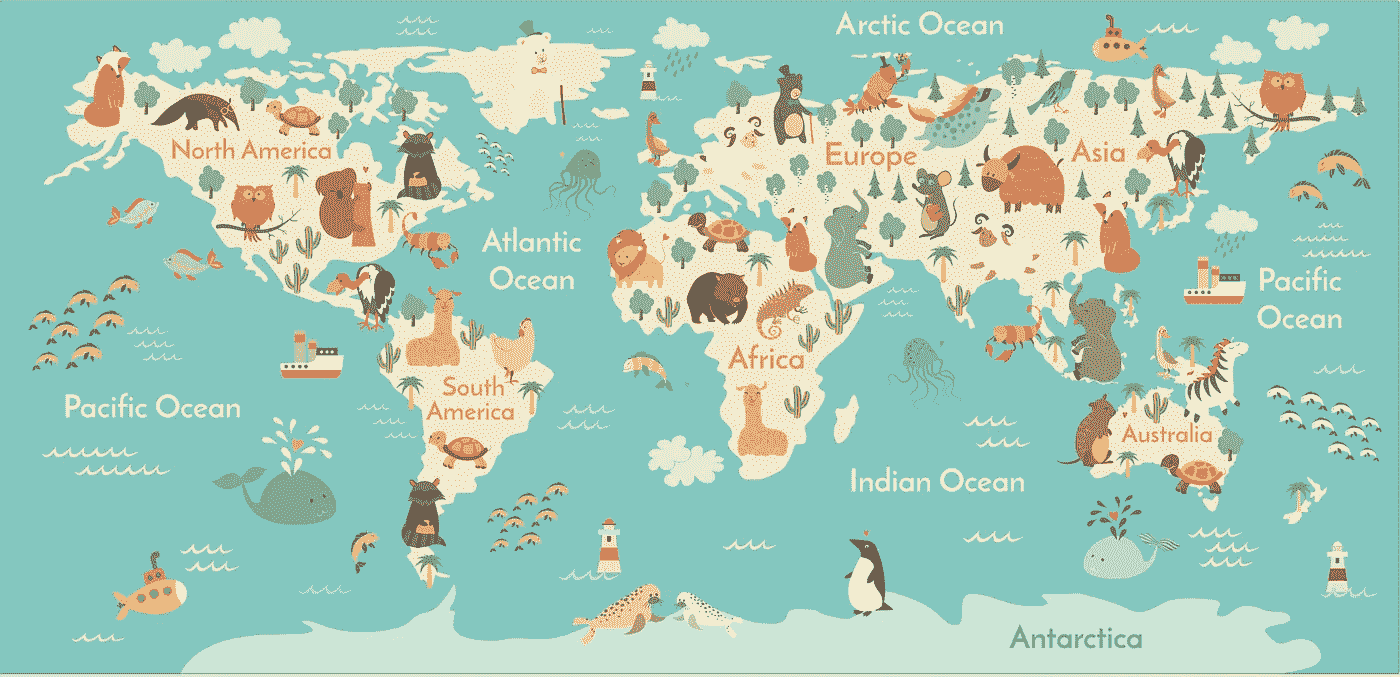 Arctic Ocean
North America
Europe
Asia
Atlantic
Ocean
Pacific
Ocean
Africa
South
America
Pacific Ocean
Australia
Indian Ocean
Antarctica